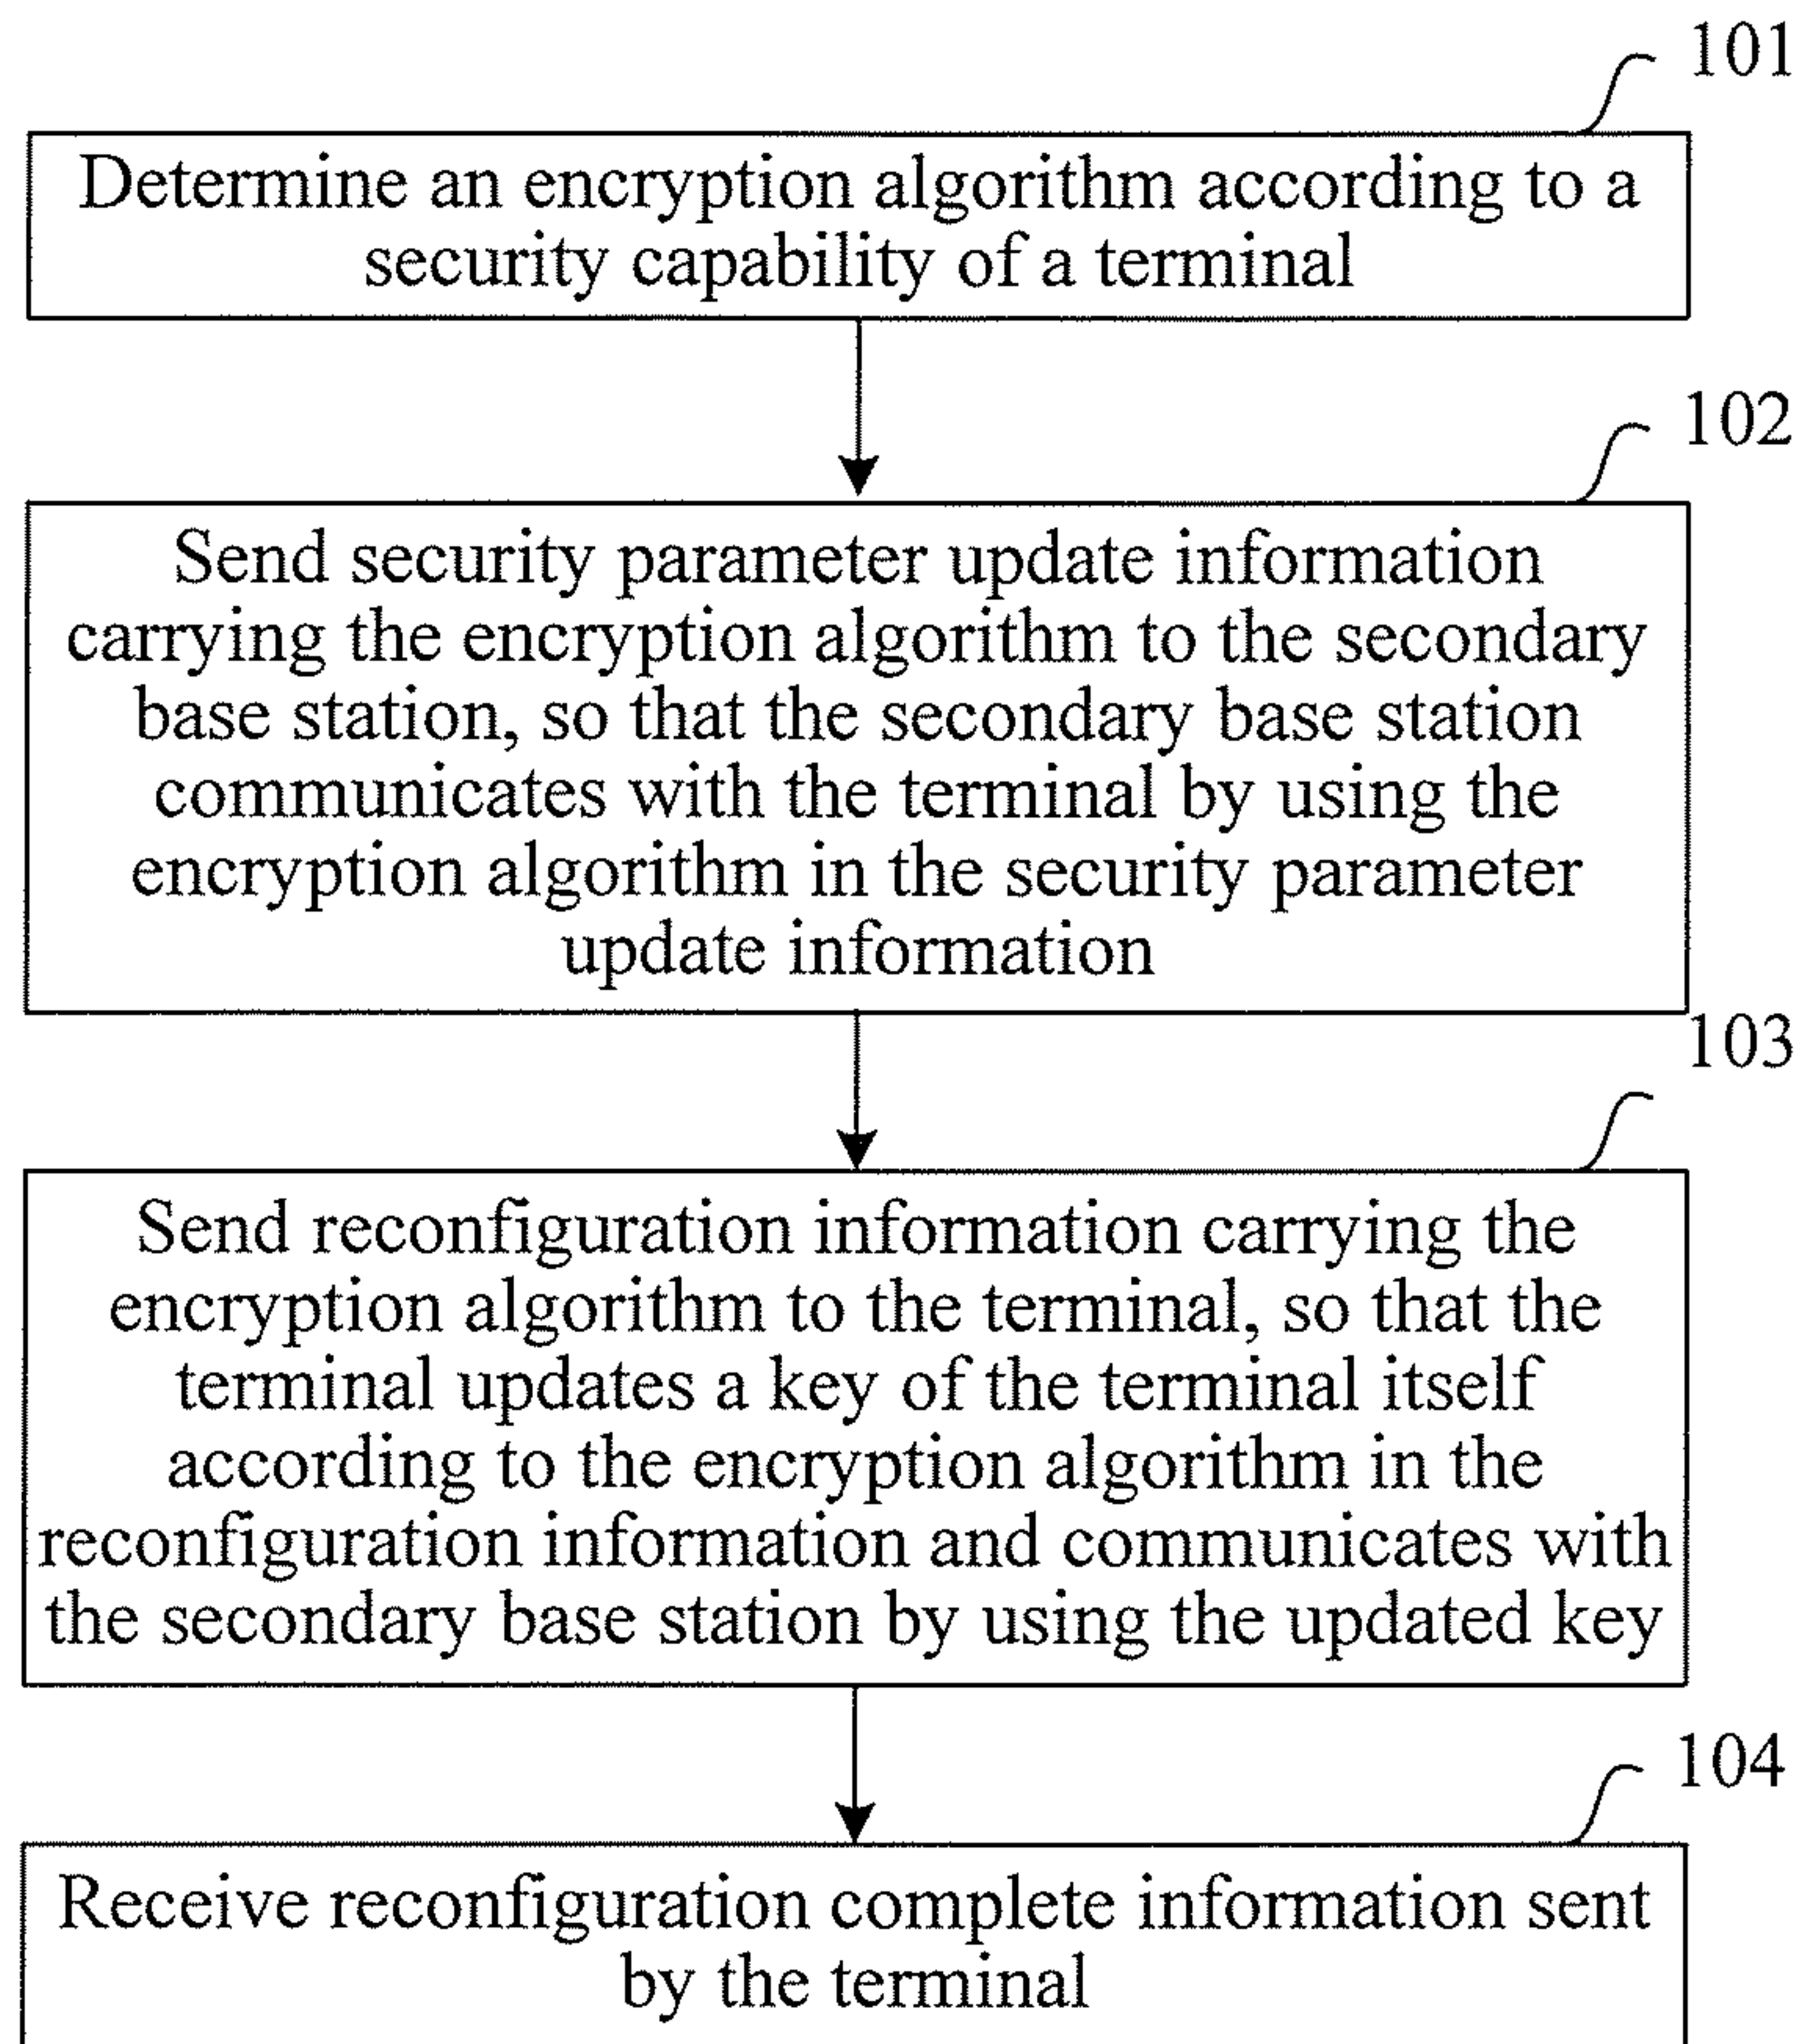 101
Determine an encryption algorithm according to a
security capability of a terminal
102
Send security parameter update information
carrying the encryption algorithm to the secondary
base station, so that the secondary base station
communicates with the terminal by using the
encryption algorithm in the security parameter
update information
103
Send reconfiguration information carrying the
encryption algorithm to the terminal, so that the
terminal updates a key of the terminal itself
according to the encryption algorithm in the
reconfiguration information and communicates with
the secondary base station by using the updated key
104
Receive reconfiguration complete information sent
by the terminal